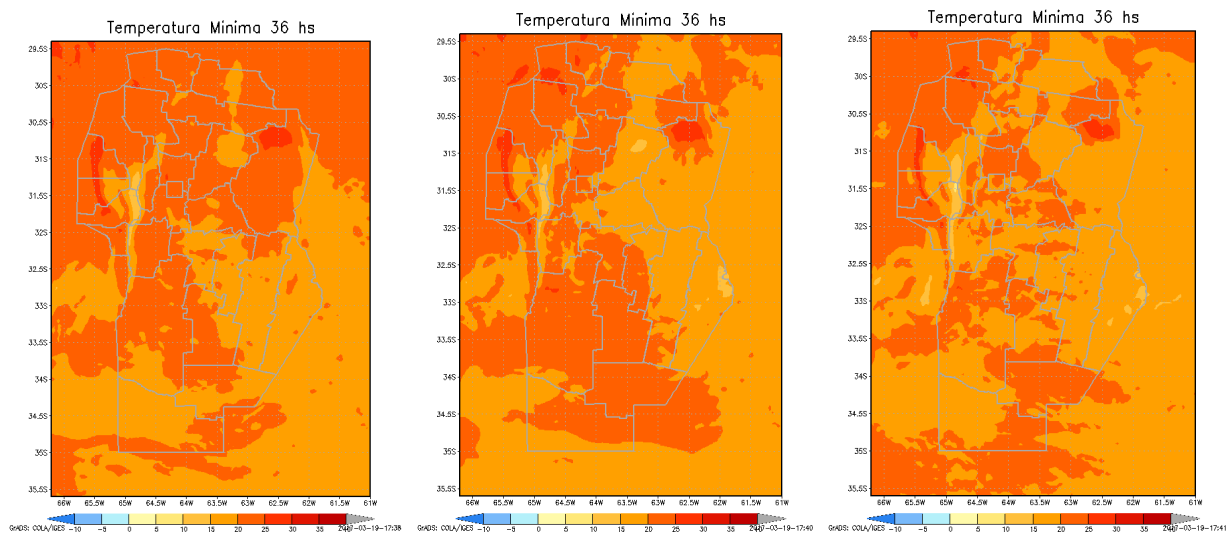 Temperatura Minima 36 hs
29.5S
30S
30.5S
31S
31.5S
32S
32.5S
33S
33.5S
34S
34.5S
35S
35.5S
66W 65.5W 65W 64.5W 64W 63.5W 63W 62.5W 62W 61.5W 61W
GrADS: COLA/IGES -10 -5 0 5 10 15 20 25 30 35 2017-03-19-17:38
Temperatura Minima 36 hs
29.5S
30S
30.5S
31S
31.5S
32S
32.5S
33S
33.5S
34S
34.5S
35S
35.5S
66W 65.5W 65W 64.5W 64W 63.5W 63W 62.5W 62W 61.5W 61W
GrADS: COLA/IGES -10 -5 0 5 10 15 20 25 30 35 2017-03-19-17:40
Temperatura Minima 36 hs
29.5S
30S
30.5S
31S
31.5S
32S
32.5S
33S
33.5S
34S
34.5S
35S
35.5S
66W 65.5W 65W 64.5W 64W 63.5W 63W 62.5W 62W 61.5W 61W
GrADS: COLA/IGES -10 -5 0 5 10 15 20 25 30 35 2017-03-19-17:41